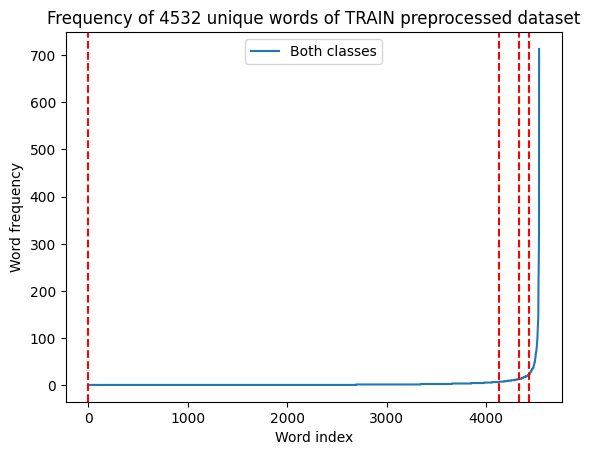 Frequency of 4532 unique words of TRAIN preprocessed dataset
Both classes
Word frequency
700
600
500
400
300
200
100
0
0 1000 2000 3000 4000
Word index